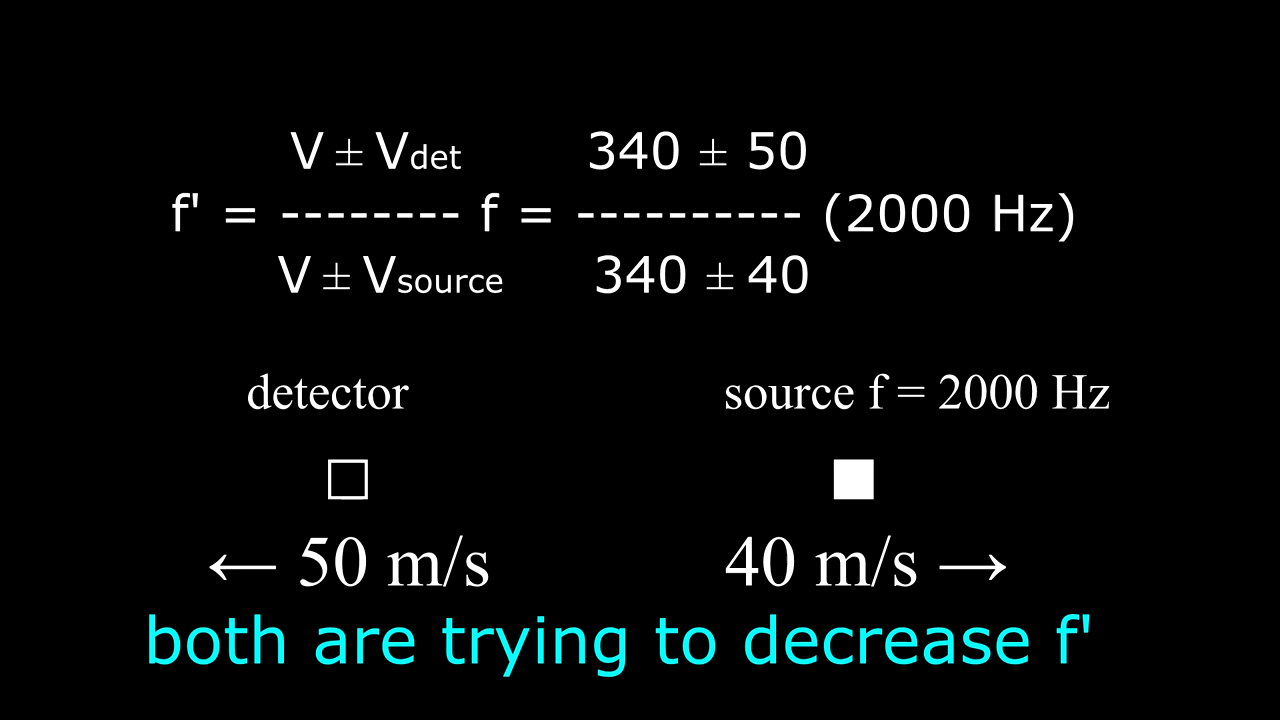 V ± Vdet 340 ± 50
f' = -------- f = ---------- (2000 Hz)
V ± Vsource 340 ± 40
detector source f = 2000 Hz
← 50 m/s 40 m/s →
both are trying to decrease f'